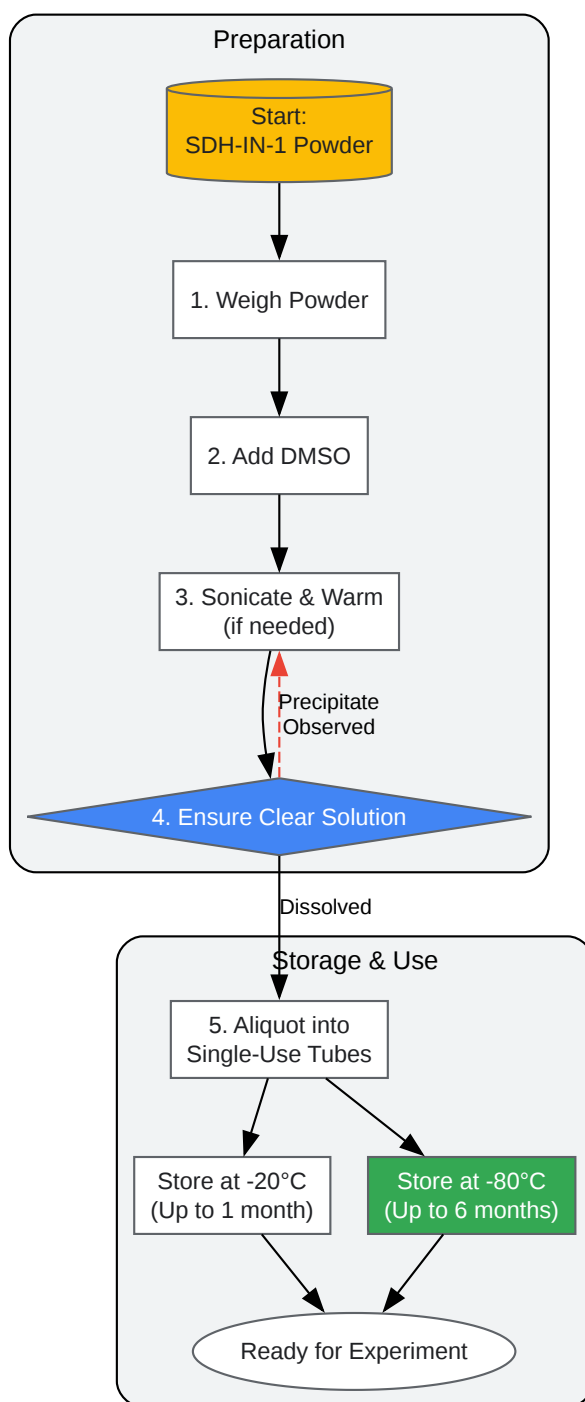 Preparation
Start:
SDH-IN-1 Powder
1. Weigh Powder
2. Add DMSO
3. Sonicate & Warm
(if needed)
Precipitate
Observed
4. Ensure Clear Solution
Dissolved
Storage & Use
5. Aliquot into
Single-Use Tubes
Store at -20°C
(Up to 1 month)
Store at -80°C
(Up to 6 months)
Ready for Experiment